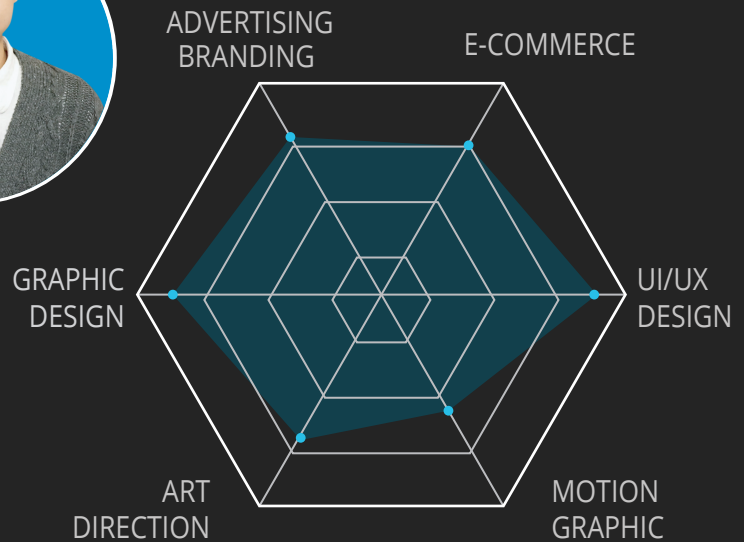 ADVERTISING
BRANDING
E-COMMERCE
GRAPHIC
DESIGN
UI/UX
DESIGN
ART
DIRECTION
MOTION
GRAPHIC